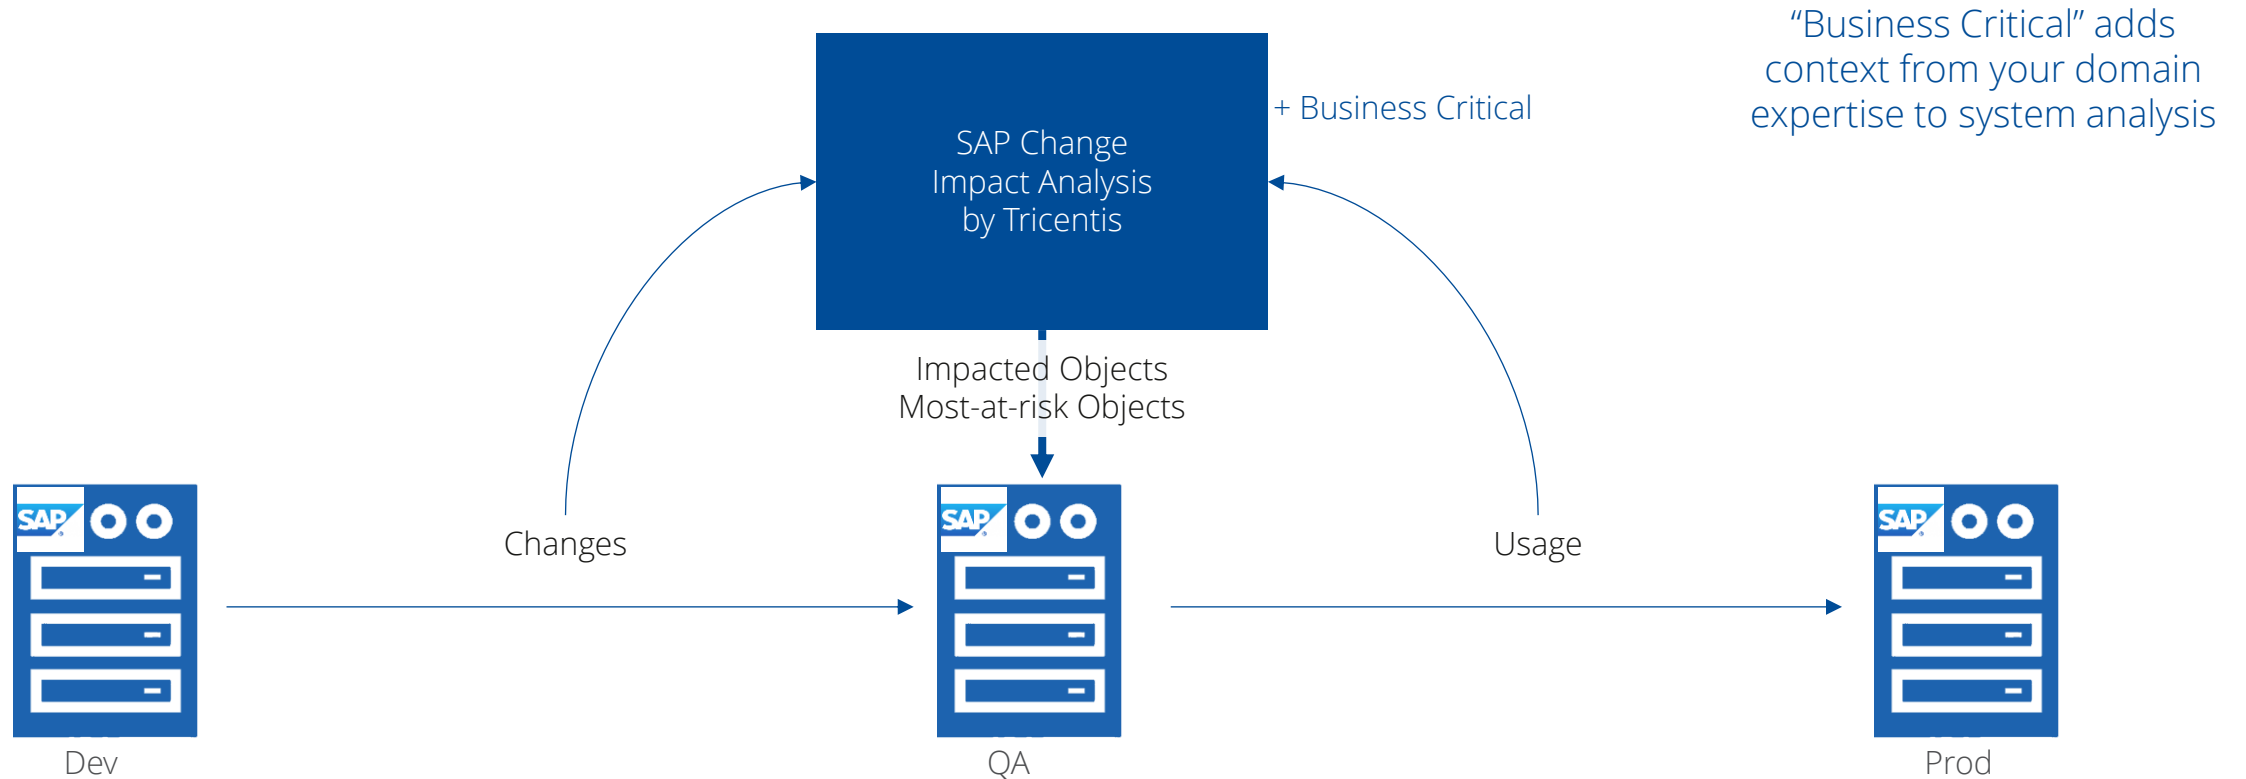 “Business Critical” adds
context from your domain
expertise to system analysis
+ Business Critical
SAP Change
Impact Analysis
by Tricentis
Impacted Objects
Most-at-risk Objects
SAP
SAP
SAP
Changes
Usage
Dev
QA
Prod